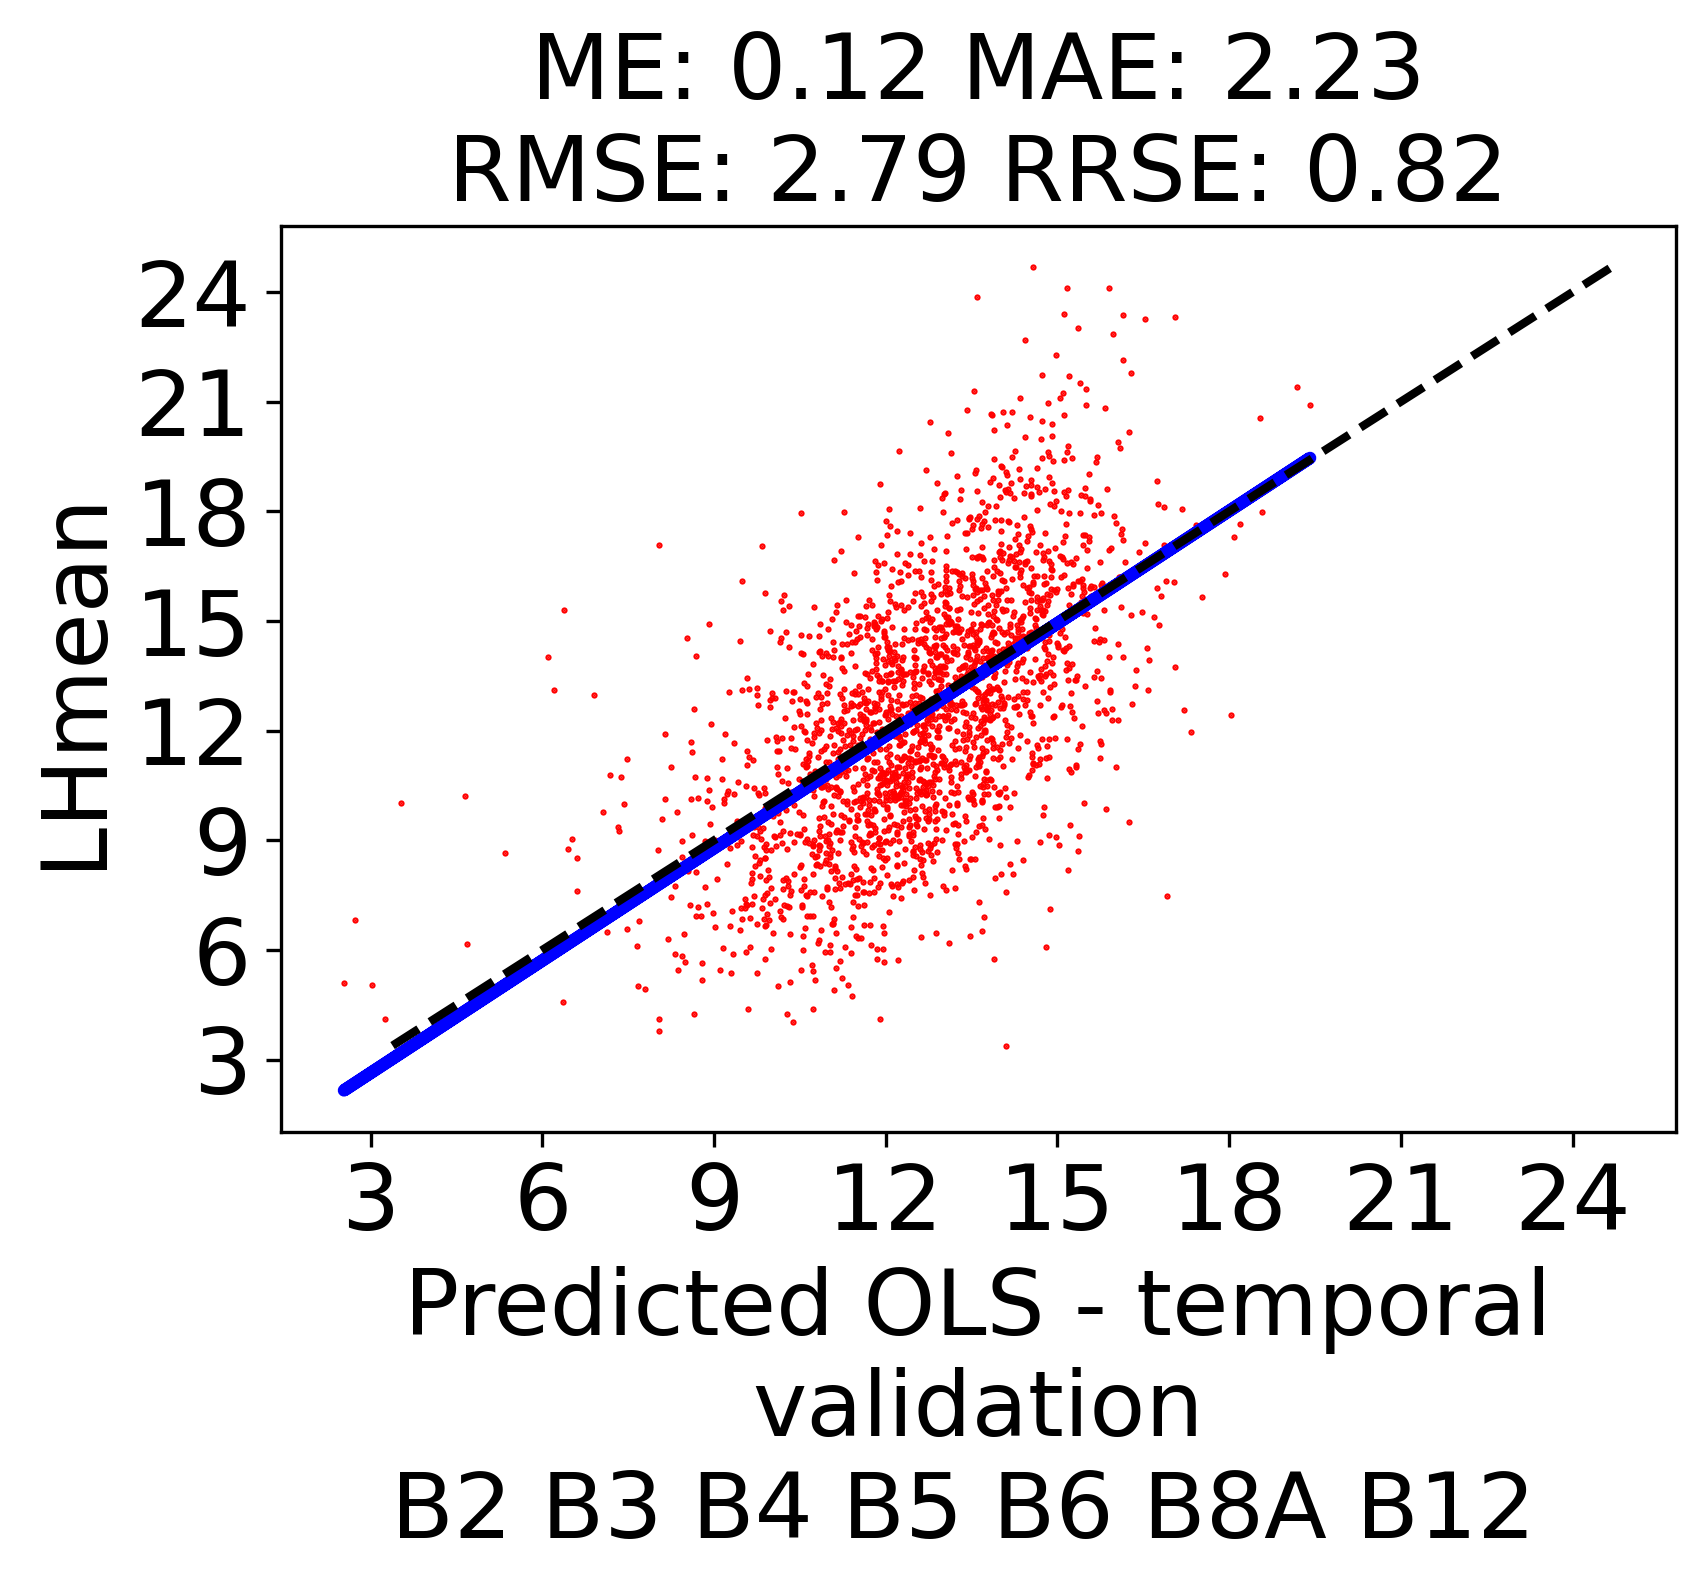 ME: 0.12 MAE: 2.23
RMSE: 2.79 RRSE: 0.82
24
21
18
15
12
9
6
3
LHmean
3 6 9 12 15 18 21 24
Predicted OLS - temporal
validation
B2 B3 B4 B5 B6 B8A B12